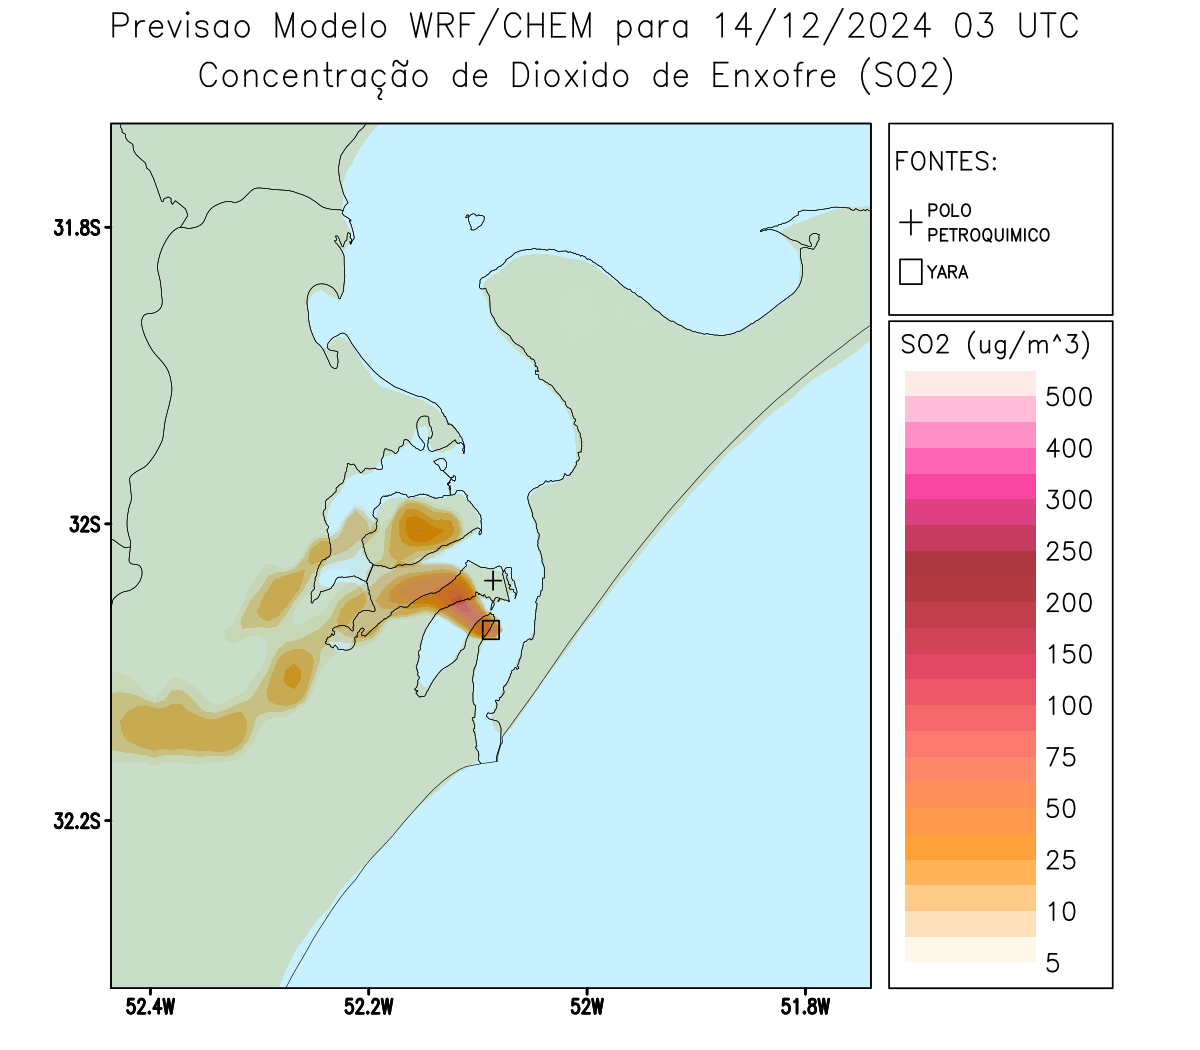 Previsao Modelo WRF/CHEM para 14/12/2024 03 UTC
Concentração de Dioxido de Enxofre (SO2)
FONTES:
POLO
PETROQUIMICO
YARA
SO2 (ug/m^3)
500
400
300
250
200
150
100
75
50
25
10
5
31.8S
32S
32.2S
52.4W
52.2W
52W
51.8W